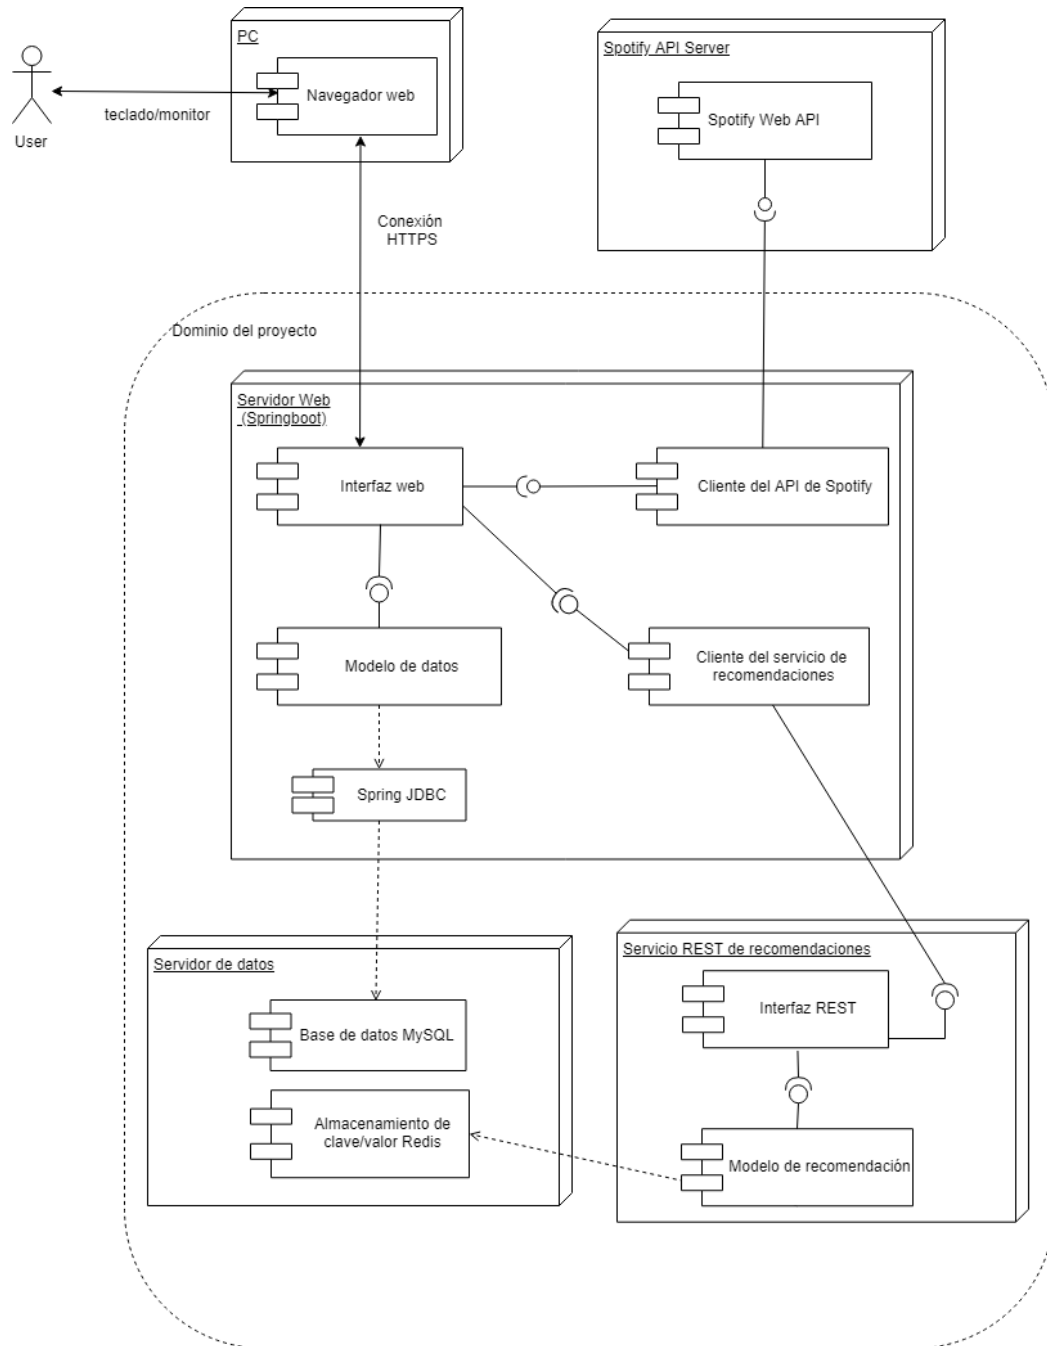 PC
Navegador web
teclado/monitor
User
Spotify API Server
Spotify Web API
Conexión
HTTPS
Dominio del proyecto
Servidor Web
(Springboot)
Interfaz web
Cliente del API de Spotify
Modelo de datos
Cliente del servicio de
recomendaciones
Spring JDBC
Servidor de datos
Base de datos MySQL
Almacenamiento de
clave/valor Redis
Servicio REST de recomendaciones
Interfaz REST
Modelo de recomendación